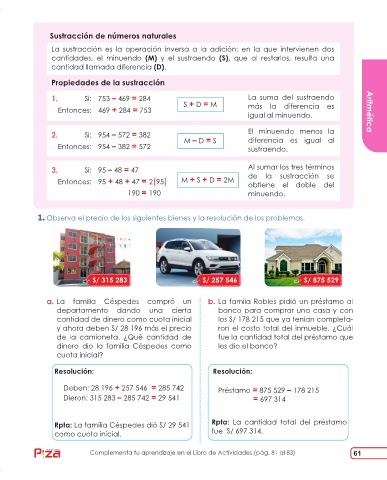 Sustracción de números naturales
La sustracción es la operación inversa a la adición; en la que intervienen dos
cantidades, el minuendo (M) y el sustraendo (S), que al restarlos, resulta una
cantidad llamada diferencia (D).
Propiedades de la sustracción
1. Si: 753 – 469 = 284
Entonces: 469 + 284 = 753
S + D = M
La suma del sustraendo
más la diferencia es
igual al minuendo.
2. Si: 954 – 572 = 382
Entonces: 954 – 382 = 572
M – D = S
El minuendo menos la
diferencia es igual al
sustraendo.
3. Si: 95 – 48 = 47
Entonces: 95 + 48 + 47 = 2(95)
190 = 190
M + S + D = 2M
Al sumar los tres términos
de la sustracción se
obtiene el doble del
minuendo.
Aritmética
1. Observa el precio de los siguientes bienes y la resolución de los problemas.
S/ 315 283
S/ 257 546
S/ 875 529
a. La familia Céspedes compró un
departamento dando una cierta
cantidad de dinero como cuota inicial
y ahora deben S/ 28 196 más el precio
de la camioneta. ¿Qué cantidad de
dinero dio la familia Céspedes como
cuota inicial?
b. La familia Robles pidió un préstamo al
banco para comprar una casa y con
los S/ 178 215 que ya tenían completa-
ron el costo total del inmueble. ¿Cuál
fue la cantidad total del préstamo que
les dio el banco?
Resolución:
Deben: 28 196 + 257 546 = 285 742
Dieron: 315 283 – 285 742 = 29 541
Rpta: La familia Céspedes dió S/ 29 541
como cuota inicial.
Resolución:
Préstamo = 875 529 – 178 215
= 697 314
Rpta: La cantidad total del préstamo
fue S/ 697 314.
Complementa tu aprendizaje en el Libro de Actividades (pág. 81 al 83)
61